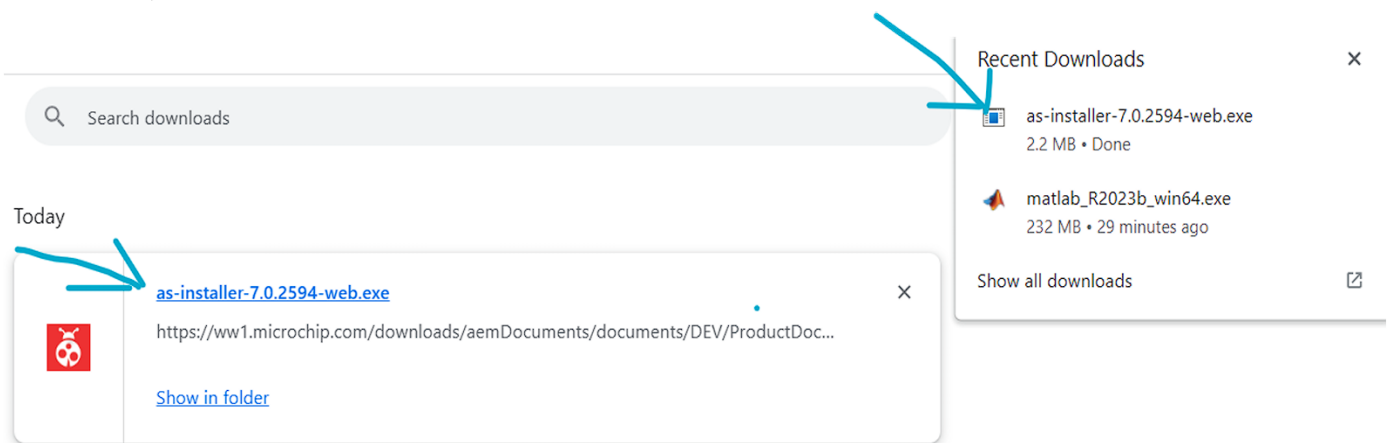 Search downloads
Today
as-installer-7.0.2594-web.exe
https://ww1.microchip.com/downloads/aemDocuments/documents/DEV/ProductDoc...
Show in folder
Recent Downloads
as-installer-7.0.2594-web.exe
2.2 MB • Done
matlab_R2023b_win64.exe
232 MB • 29 minutes ago
Show all downloads